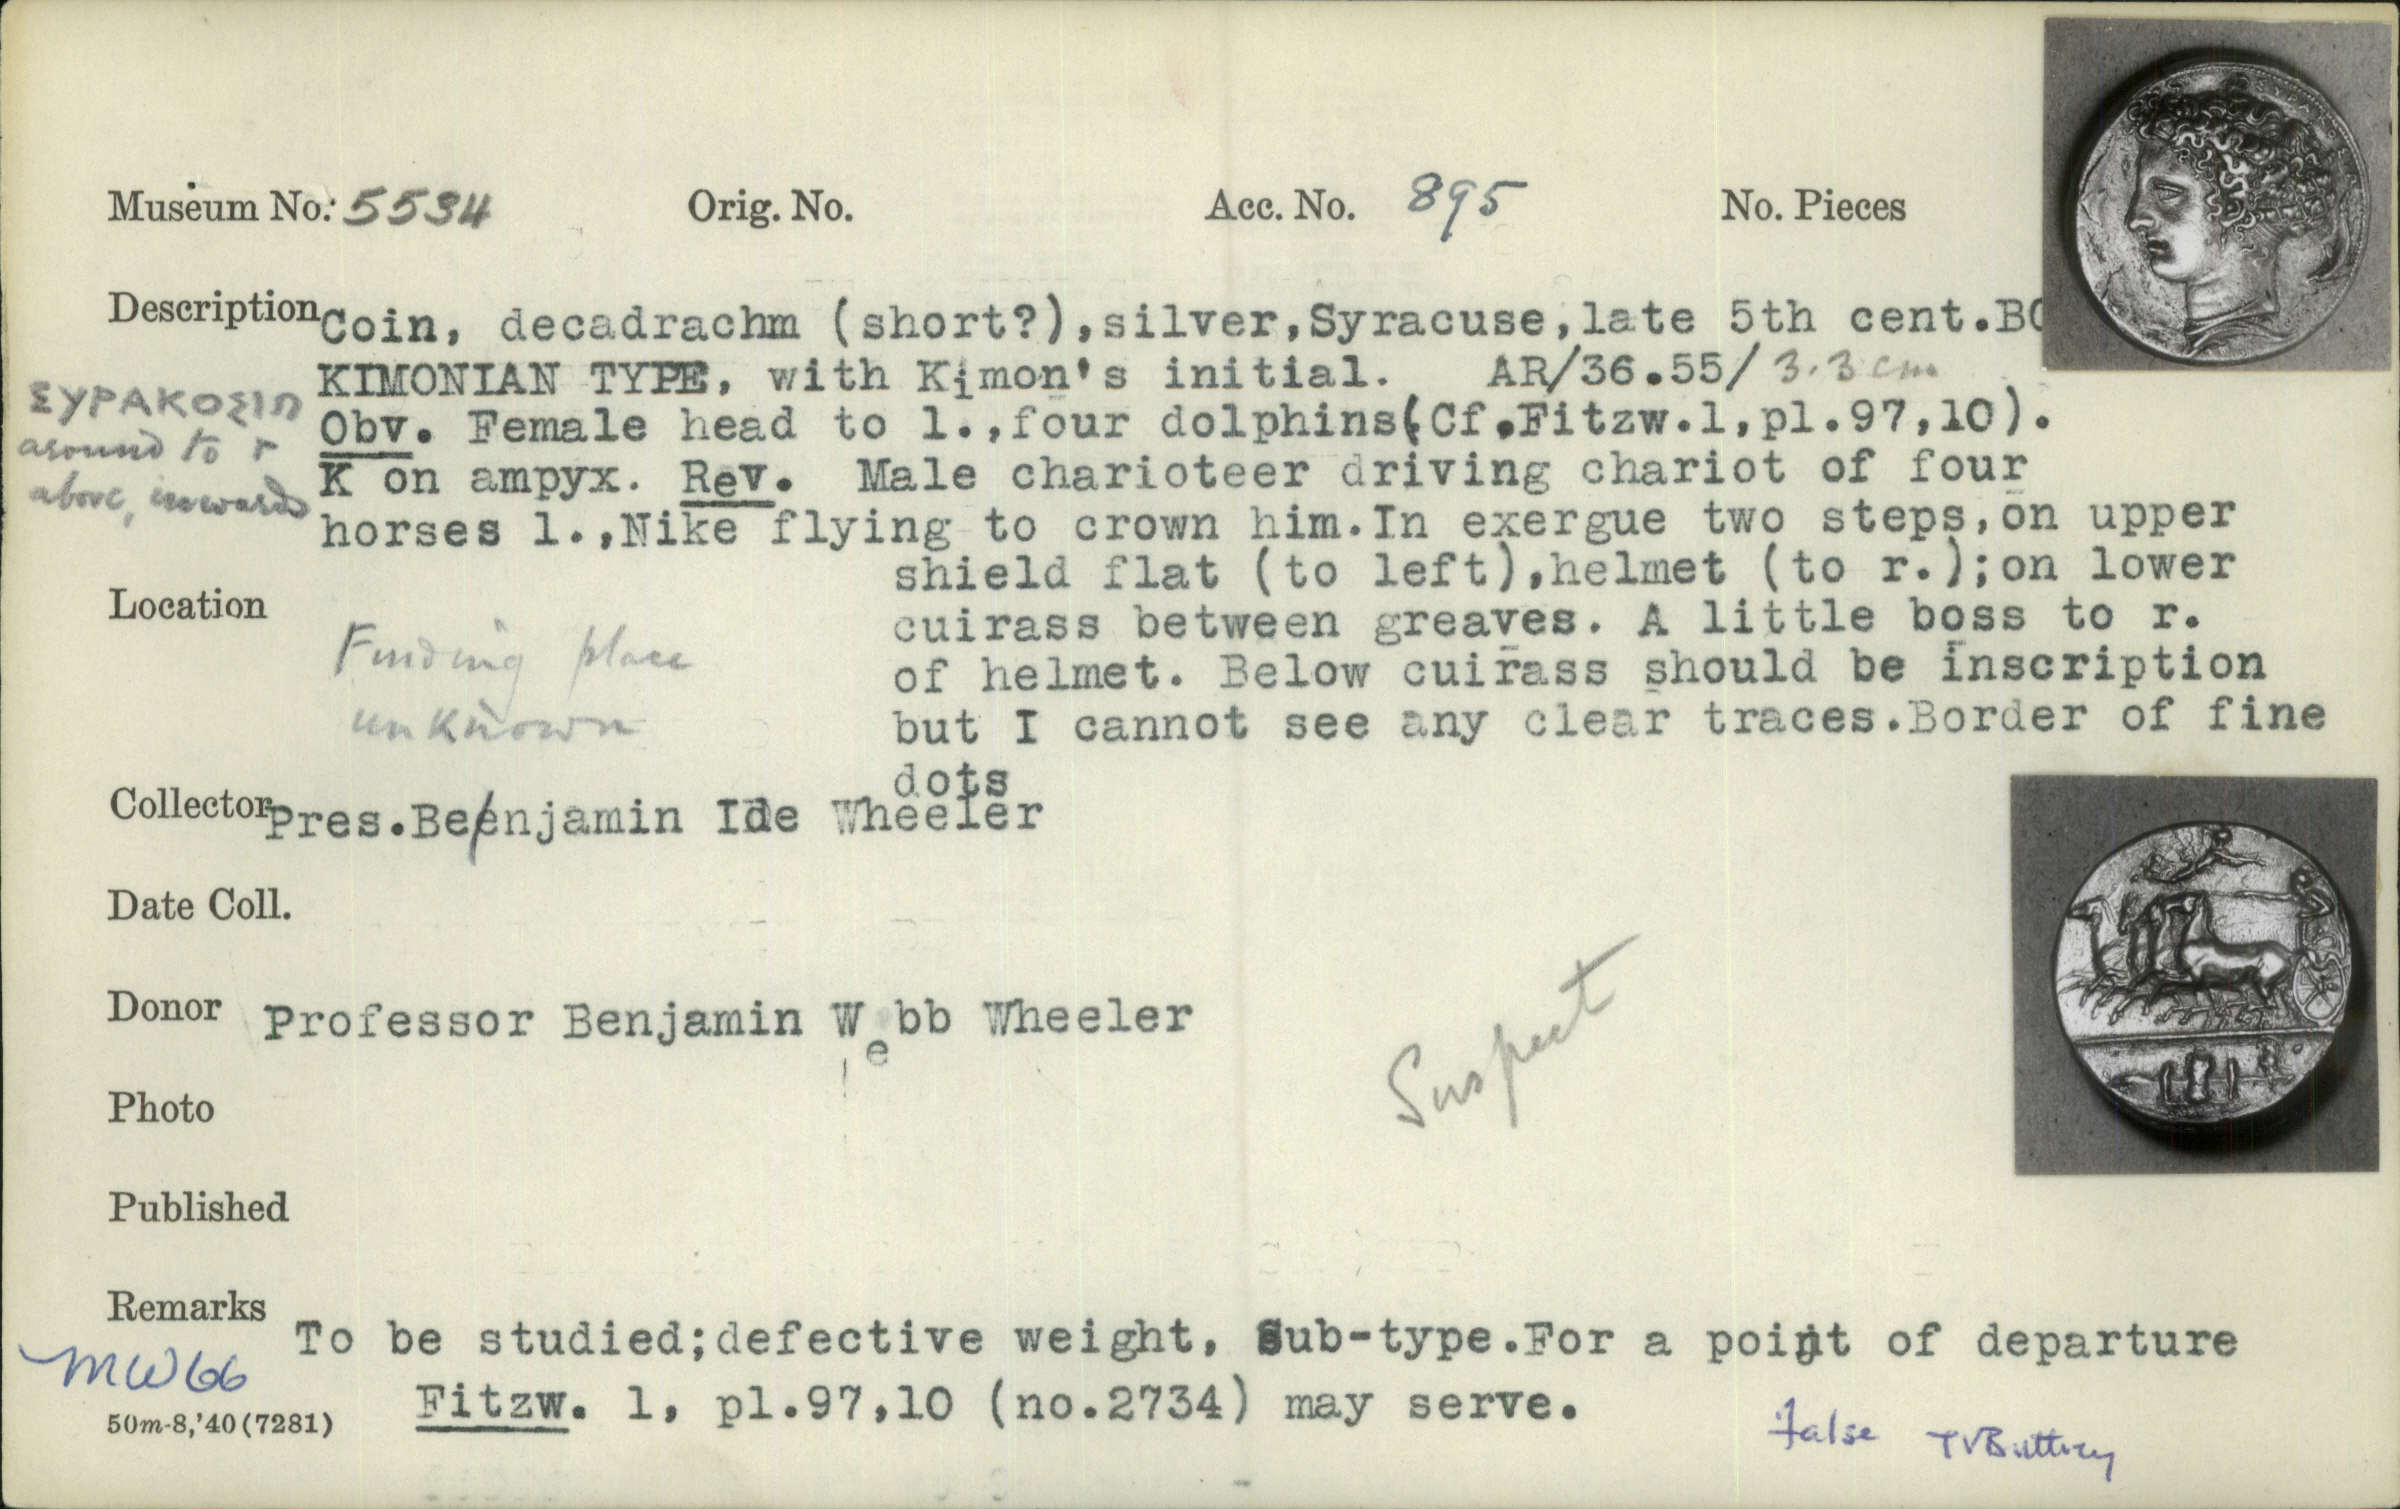 Museum No: 5534 Orig. No. Acc. No. 895 No. Pieces
Description Coin, decadrachm (short?),silver,Syracuse,late 5th cent.BC
KIMONIAN TYPE, with Kimon's initial. AR/36.55/ 3.3 cm
ΣΥΡΑΚΟΣΙΩ
around to r
above, inwards
Obv. Female head to l.,four dolphins(Cf.Fitzw.1,pl.97,10).
K on ampyx. Rev. Male charioteer driving chariot of four
horses l.,Nike flying to crown him.In exergue two steps,on upper
shield flat (to left),helmet (to r.);on lower
cuirass between greaves. A little boss to r.
of helmet. Below cuirass should be inscription
but I cannot see any clear traces.Border of fine
dots
Location
Finding place
unknown
Collector Pres.Benjamin Ide Wheeler
Date Coll.
Donor Professor Benjamin Webb Wheeler
Suspect
Photo
Published
Remarks To be studied;defective weight, Sub-type.For a point of departure
Fitzw. 1, pl.97,10 (no.2734) may serve.
MW66
50m-8,'40(7281)
false TVButtrey